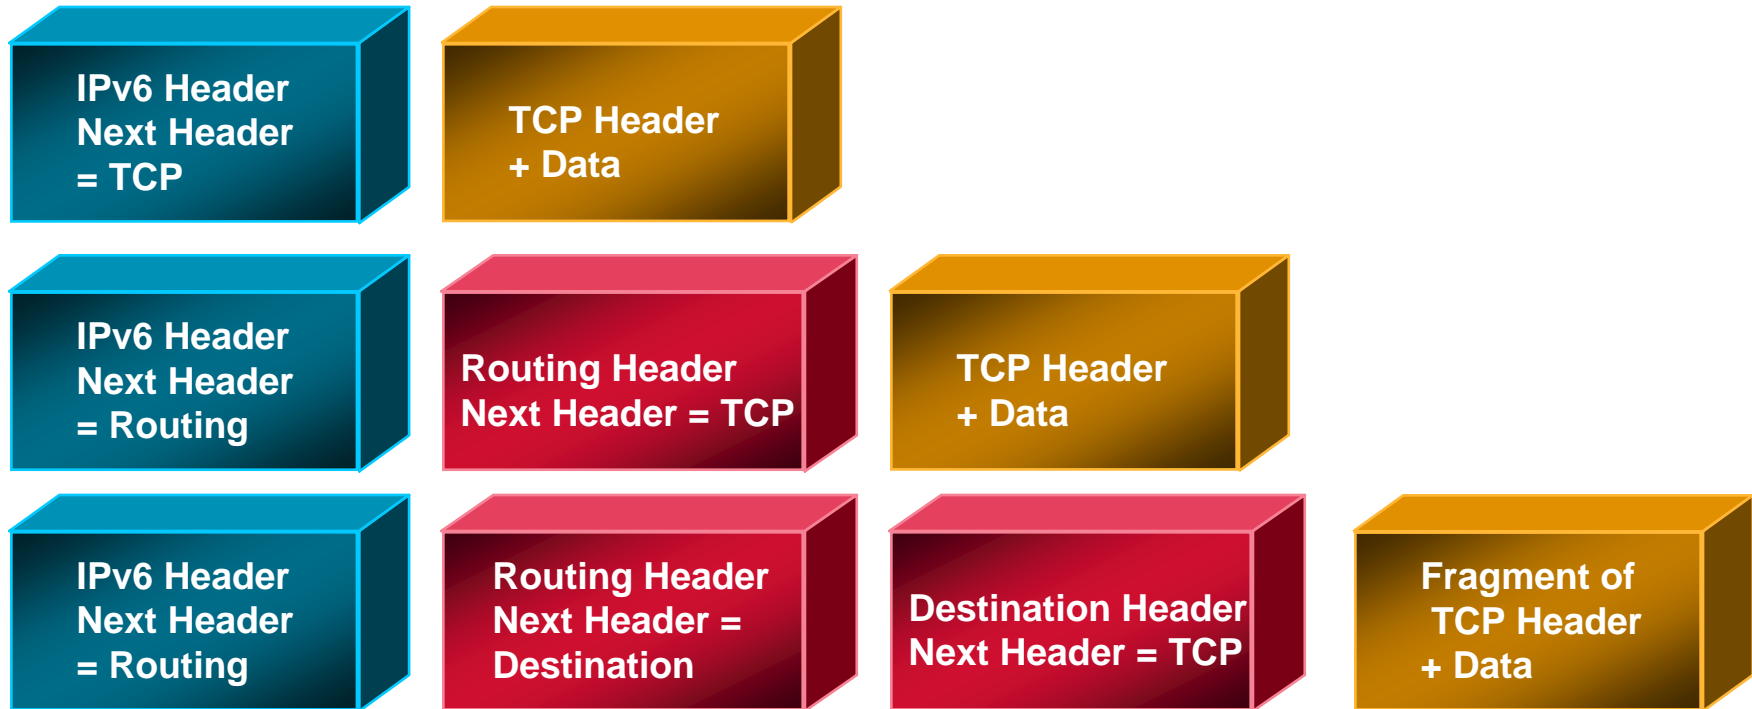 IPv6 Header
Next Header
= TCP
TCP Header
+ Data
IPv6 Header
Next Header
= Routing
Routing Header
Next Header = TCP
TCP Header
+ Data
IPv6 Header
Next Header
= Routing
Routing Header
Next Header =
Destination
Destination Header
Next Header = TCP
Fragment of
TCP Header
+ Data